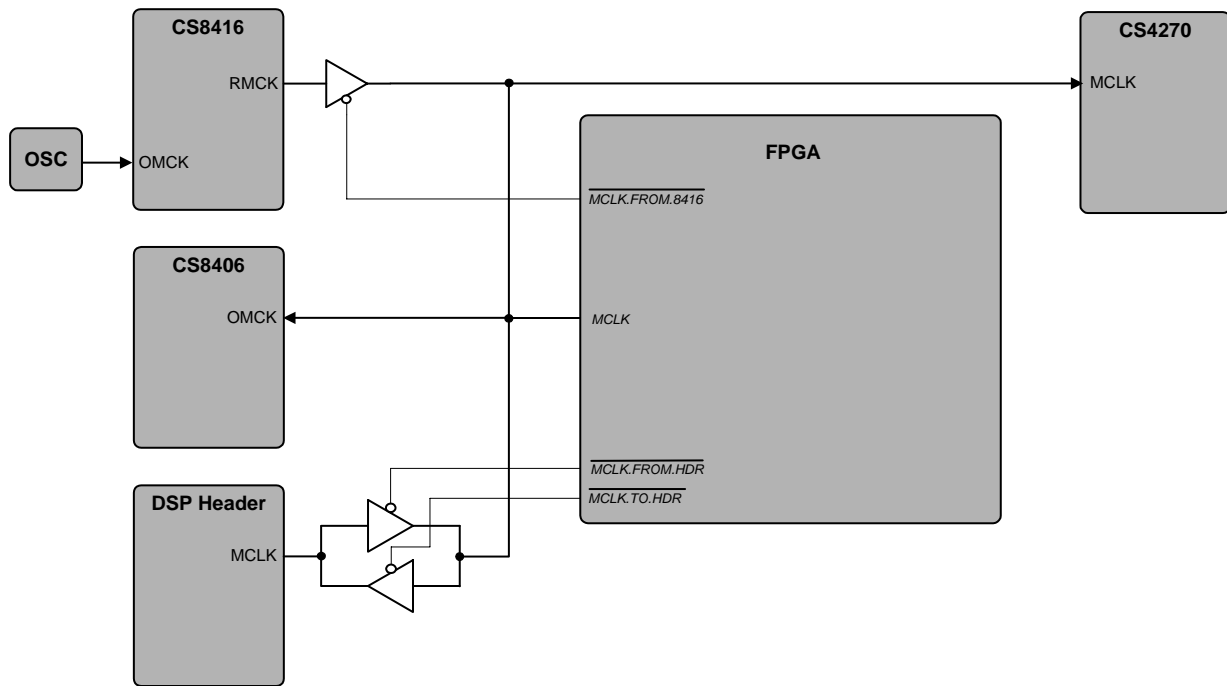 CS8416
RMCK
OMCK
OSC
CS4270
MCLK
FPGA
MCLK.FROM.8416
MCLK
MCLK.FROM.HDR
MCLK.TO.HDR
CS8406
OMCK
DSP Header
MCLK